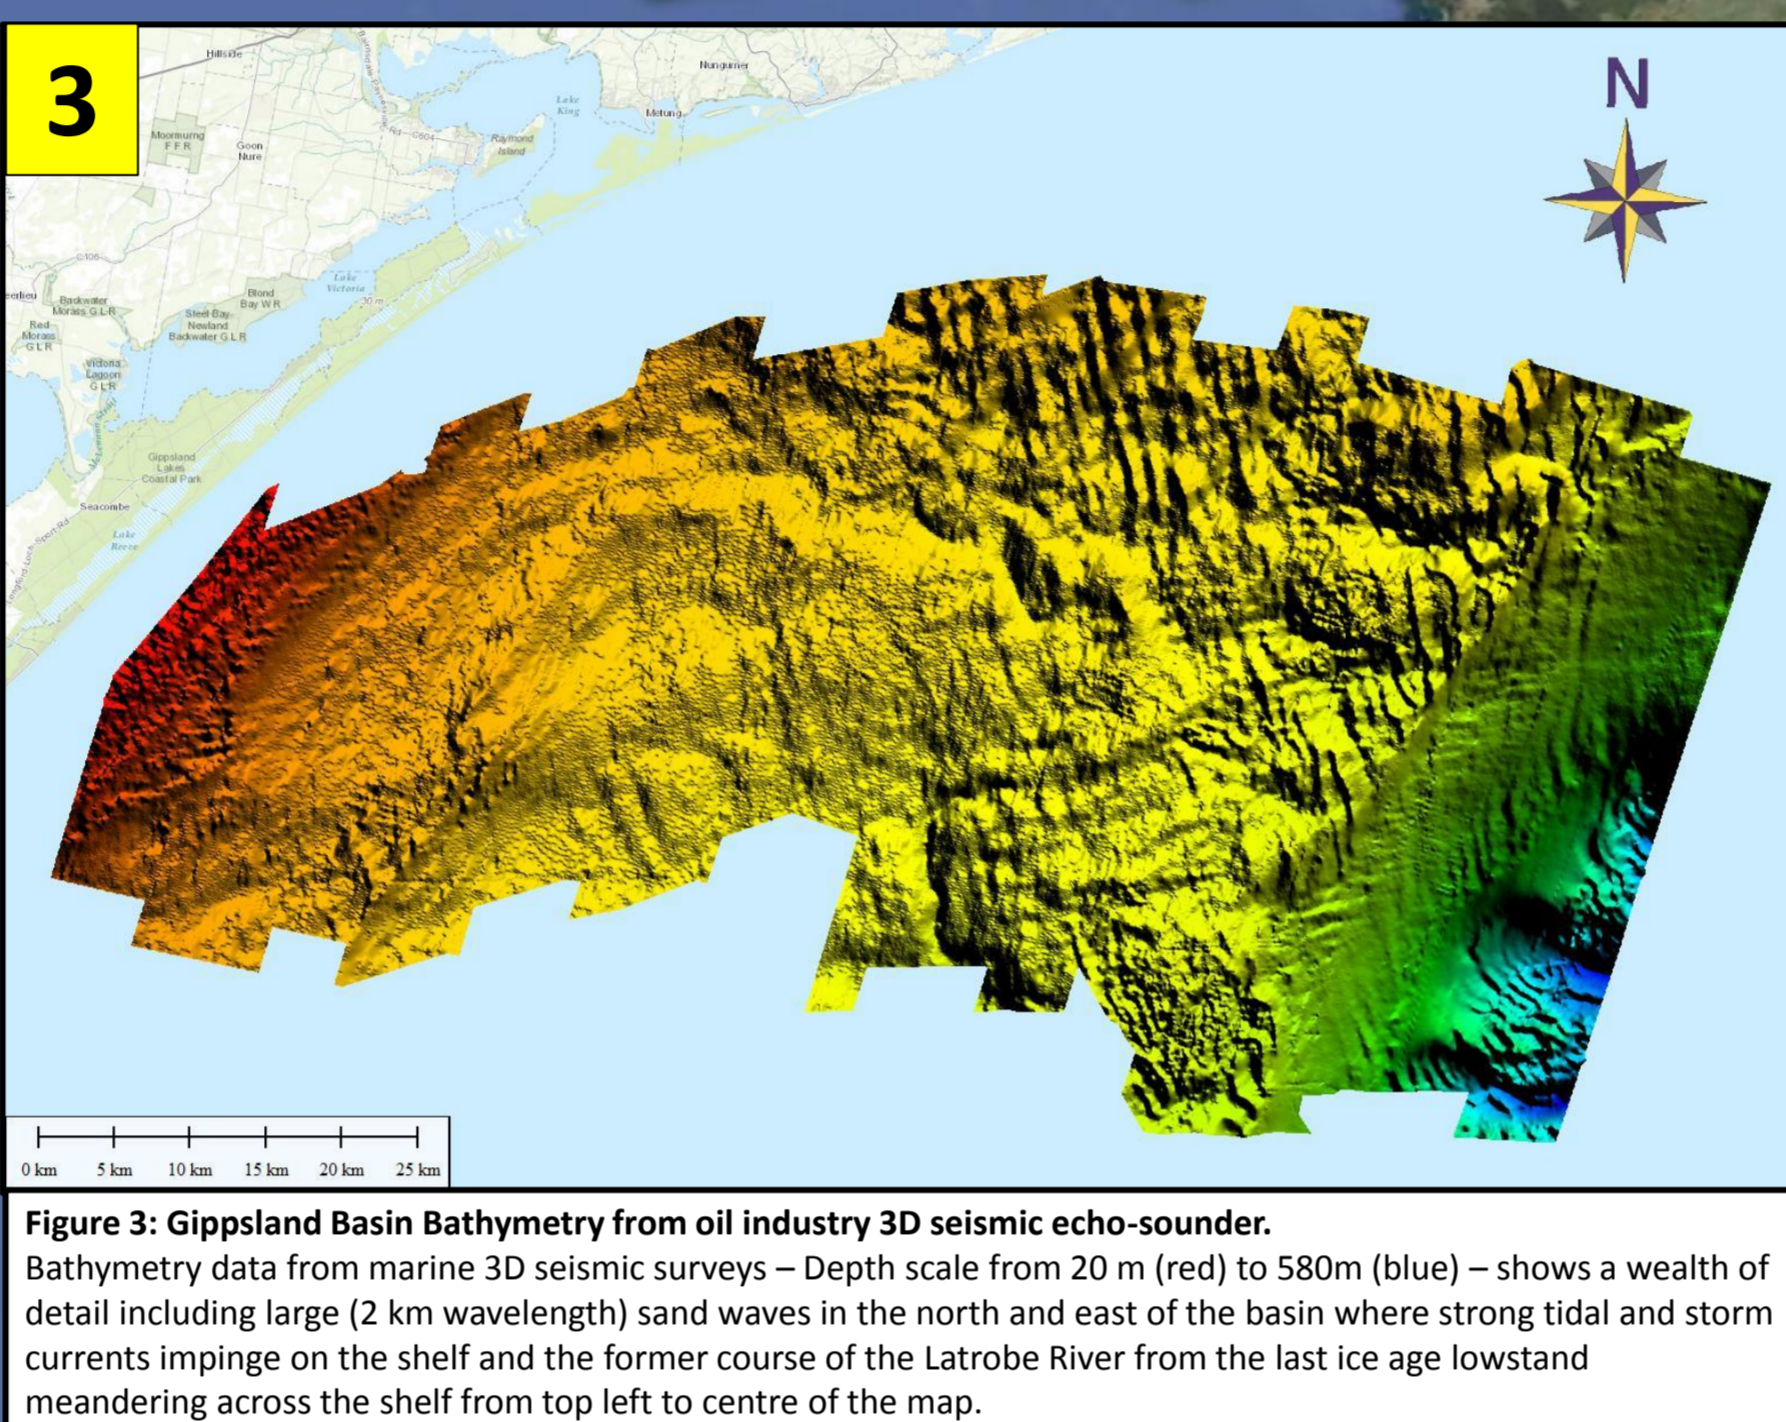 3
N
Hillside
Nungurner
Lake
King
Metung
Moormurng
F F R
Goon
Nure
Rd
C604
Raymond
Island
C106
Lake
Victoria
30 m
Blond
Bay W R
Backwater
Morass G L R
Steel Bay
Newland
Backwater G L R
Red
Morass
G L R
Victoria
Lagoon
G L R
Gippsland
Lakes
Coastal Park
Seacombe
Lake
Reeve
0 km 5 km 10 km 15 km 20 km 25 km
Figure 3: Gippsland Basin Bathymetry from oil industry 3D seismic echo-sounder.
Bathymetry data from marine 3D seismic surveys – Depth scale from 20 m (red) to 580m (blue) – shows a wealth of
detail including large (2 km wavelength) sand waves in the north and east of the basin where strong tidal and storm
currents impinge on the shelf and the former course of the Latrobe River from the last ice age lowstand
meandering across the shelf from top left to centre of the map.